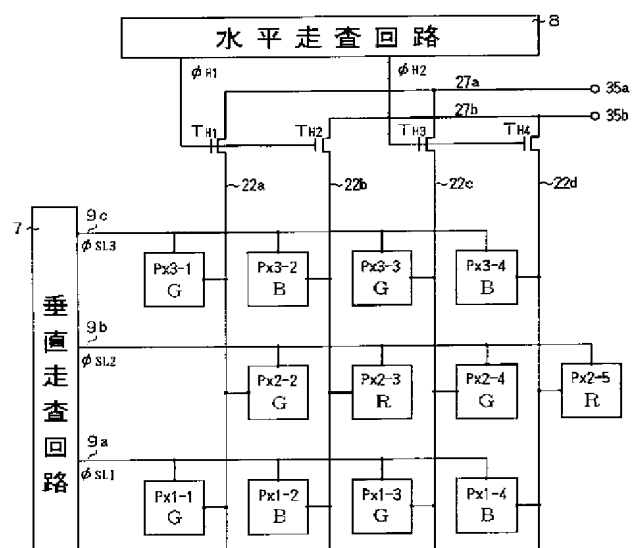 8
水平走査回路
φH1
φH2
27a
35a
27b
35b
TH1
TH2
TH3
TH4
22a
22b
22c
22d
7
9c
φSL3
Px3-1
G
Px3-2
B
Px3-3
G
Px3-4
B
9b
φSL2
Px2-2
G
Px2-3
R
Px2-4
G
Px2-5
R
9a
φSL1
Px1-1
G
Px1-2
B
Px1-3
G
Px1-4
B
垂直走査回路